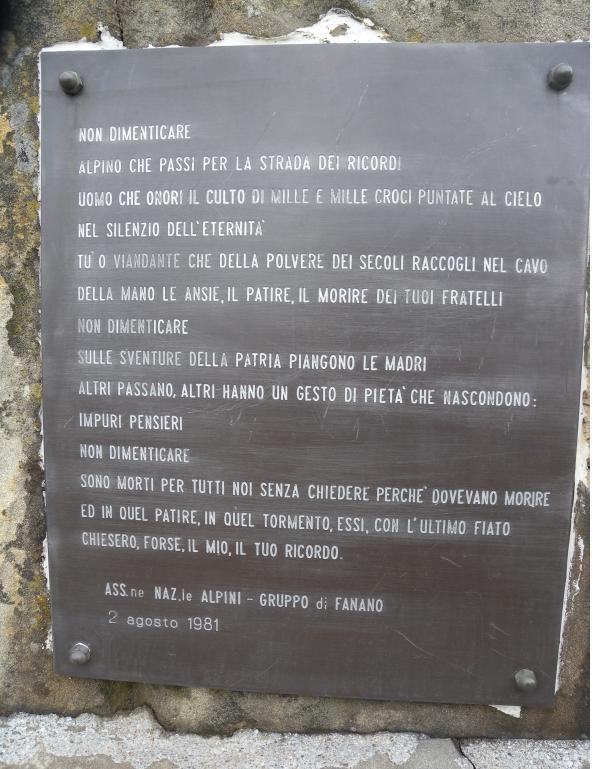 NON DIMENTICARE
ALPINO CHE PASSI PER LA STRADA DEI RICORDI
UOMO CHE ONORI IL CULTO DI MILLE E MILLE CROCI PUNTATE AL CIELO
NEL SILENZIO DELL'ETERNITA'
TU' O VIANDANTE CHE DELLA POLVERE DEI SECOLI RACCOGLI NEL CAVO
DELLA MANO LE ANSIE, IL PATIRE, IL MORIRE DEI TUOI FRATELLI
NON DIMENTICARE
SULLE SVENTURE DELLA PATRIA PIANGONO LE MADRI
ALTRI PASSANO, ALTRI HANNO UN GESTO DI PIETA' CHE NASCONDONO:
IMPURI PENSIERI
NON DIMENTICARE
SONO MORTI PER TUTTI NOI SENZA CHIEDERE PERCHE' DOVEVANO MORIRE
ED IN QUEL PATIRE, IN QUEL TORMENTO, ESSI, CON L'ULTIMO FIATO
CHIESERO, FORSE, IL MIO, IL TUO RICORDO.
ASS.ne NAZ.le ALPINI - GRUPPO di FANANO
2 agosto 1981